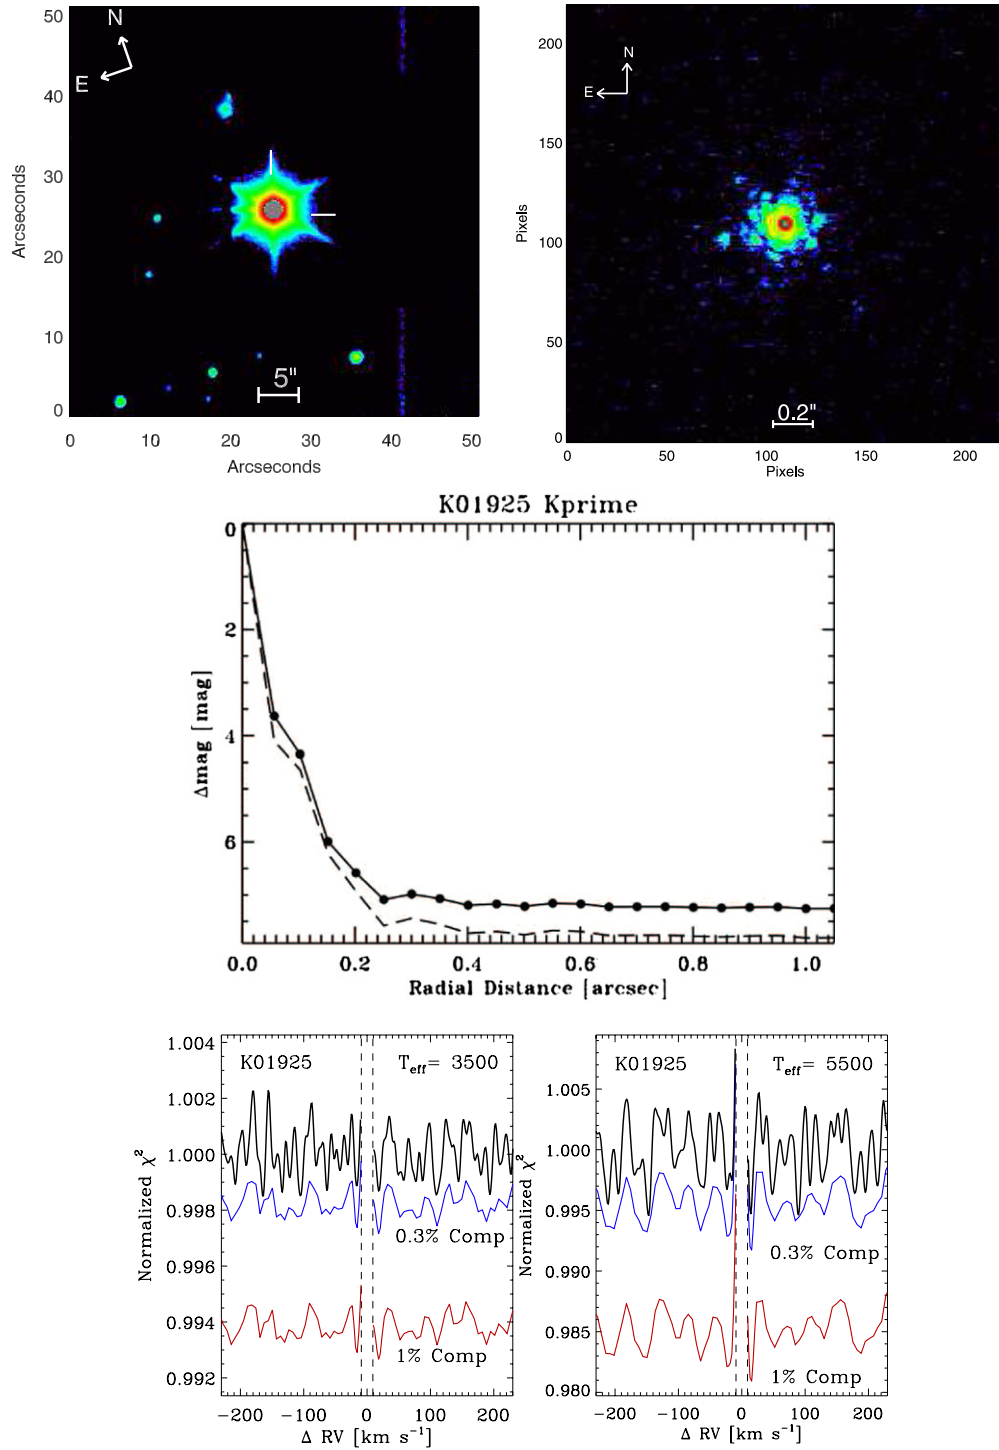 50
40
30
20
10
0
N
E
5"
0
10
20
30
40
50
Arcseconds
Arcseconds
200
150
100
50
0
N
E
0.2"
0
50
100
150
200
Pixels
Pixels
K01925 Kprime
0
2
4
6
Δmag [mag]
0.0
0.2
0.4
0.6
0.8
1.0
Radial Distance [arcsec]
1.004
1.002
1.000
0.998
0.996
0.994
0.992
Normalized χ²
K01925
Teff= 3500
0.3% Comp
1% Comp
−200
−100
0
100
200
Δ RV [km s⁻¹]
1.005
1.000
0.995
0.990
0.985
0.980
Normalized χ²
K01925
Teff= 5500
0.3% Comp
1% Comp
−200
−100
0
100
200
Δ RV [km s⁻¹]